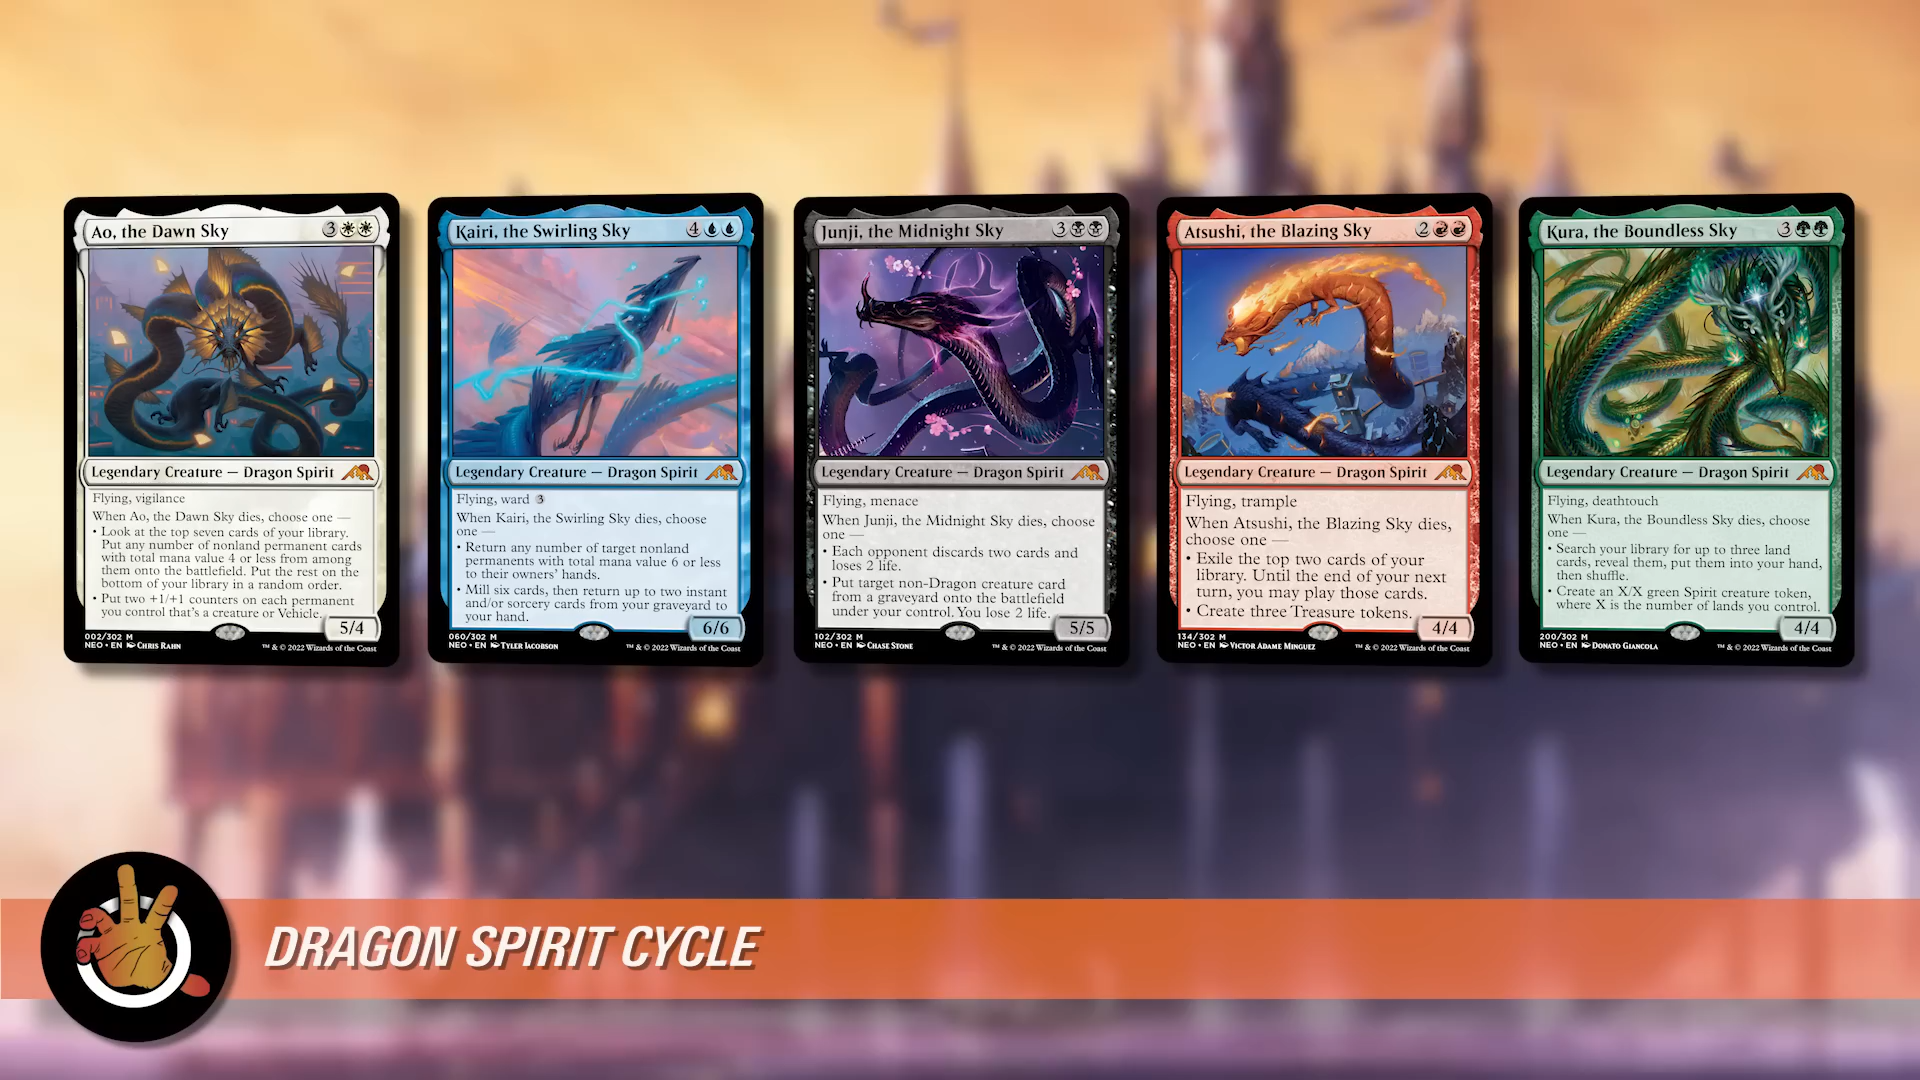 Ao, the Dawn Sky 3
Legendary Creature — Dragon Spirit
Flying, vigilance
When Ao, the Dawn Sky dies, choose one —
• Look at the top seven cards of your library.
Put any number of nonland permanent cards
with total mana value 4 or less from among
them onto the battlefield. Put the rest on the
bottom of your library in a random order.
• Put two +1/+1 counters on each permanent
you control that's a creature or Vehicle.
5/4
002/302 M
NEO • EN Chris Rahn
™ & © 2022 Wizards of the Coast
Kairi, the Swirling Sky 4
Legendary Creature — Dragon Spirit
Flying, ward 3
When Kairi, the Swirling Sky dies, choose
one —
• Return any number of target nonland
permanents with total mana value 6 or less
to their owners' hands.
• Mill six cards, then return up to two instant
and/or sorcery cards from your graveyard to
your hand.
6/6
060/302 M
NEO • EN Tyler Jacobson
™ & © 2022 Wizards of the Coast
Junji, the Midnight Sky 3
Legendary Creature — Dragon Spirit
Flying, menace
When Junji, the Midnight Sky dies, choose
one —
• Each opponent discards two cards and
loses 2 life.
• Put target non-Dragon creature card
from a graveyard onto the battlefield
under your control. You lose 2 life.
5/5
102/302 M
NEO • EN Chase Stone
™ & © 2022 Wizards of the Coast
Atsushi, the Blazing Sky 2
Legendary Creature — Dragon Spirit
Flying, trample
When Atsushi, the Blazing Sky dies,
choose one —
• Exile the top two cards of your
library. Until the end of your next
turn, you may play those cards.
• Create three Treasure tokens.
4/4
134/302 M
NEO • EN Victor Adame Minguez
™ & © 2022 Wizards of the Coast
Kura, the Boundless Sky 3
Legendary Creature — Dragon Spirit
Flying, deathtouch
When Kura, the Boundless Sky dies, choose
one —
• Search your library for up to three land
cards, reveal them, put them into your hand,
then shuffle.
• Create an X/X green Spirit creature token,
where X is the number of lands you control.
4/4
200/302 M
NEO • EN Donato Giancola
™ & © 2022 Wizards of the Coast
DRAGON SPIRIT CYCLE